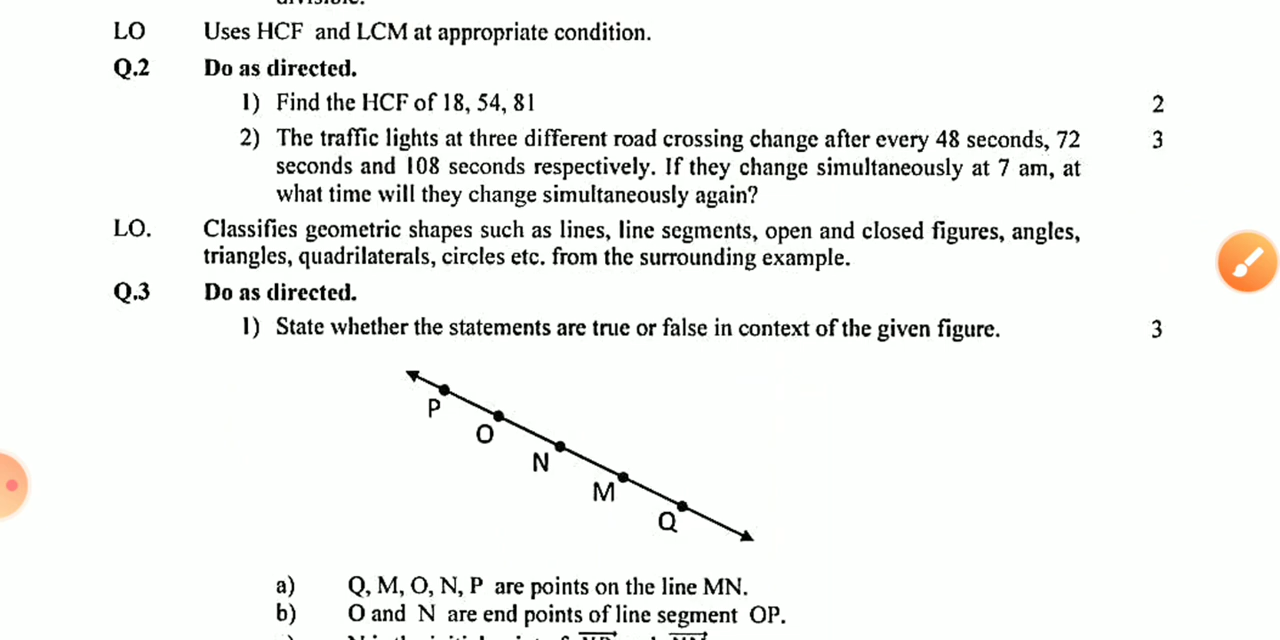 LO Uses HCF and LCM at appropriate condition.
Q.2 Do as directed.
1) Find the HCF of 18, 54, 81 2
2) The traffic lights at three different road crossing change after every 48 seconds, 72 3
seconds and 108 seconds respectively. If they change simultaneously at 7 am, at
what time will they change simultaneously again?
LO. Classifies geometric shapes such as lines, line segments, open and closed figures, angles,
triangles, quadrilaterals, circles etc. from the surrounding example.
Q.3 Do as directed.
1) State whether the statements are true or false in context of the given figure. 3
P
O
N
M
Q
a) Q, M, O, N, P are points on the line MN.
b) O and N are end points of line segment OP.